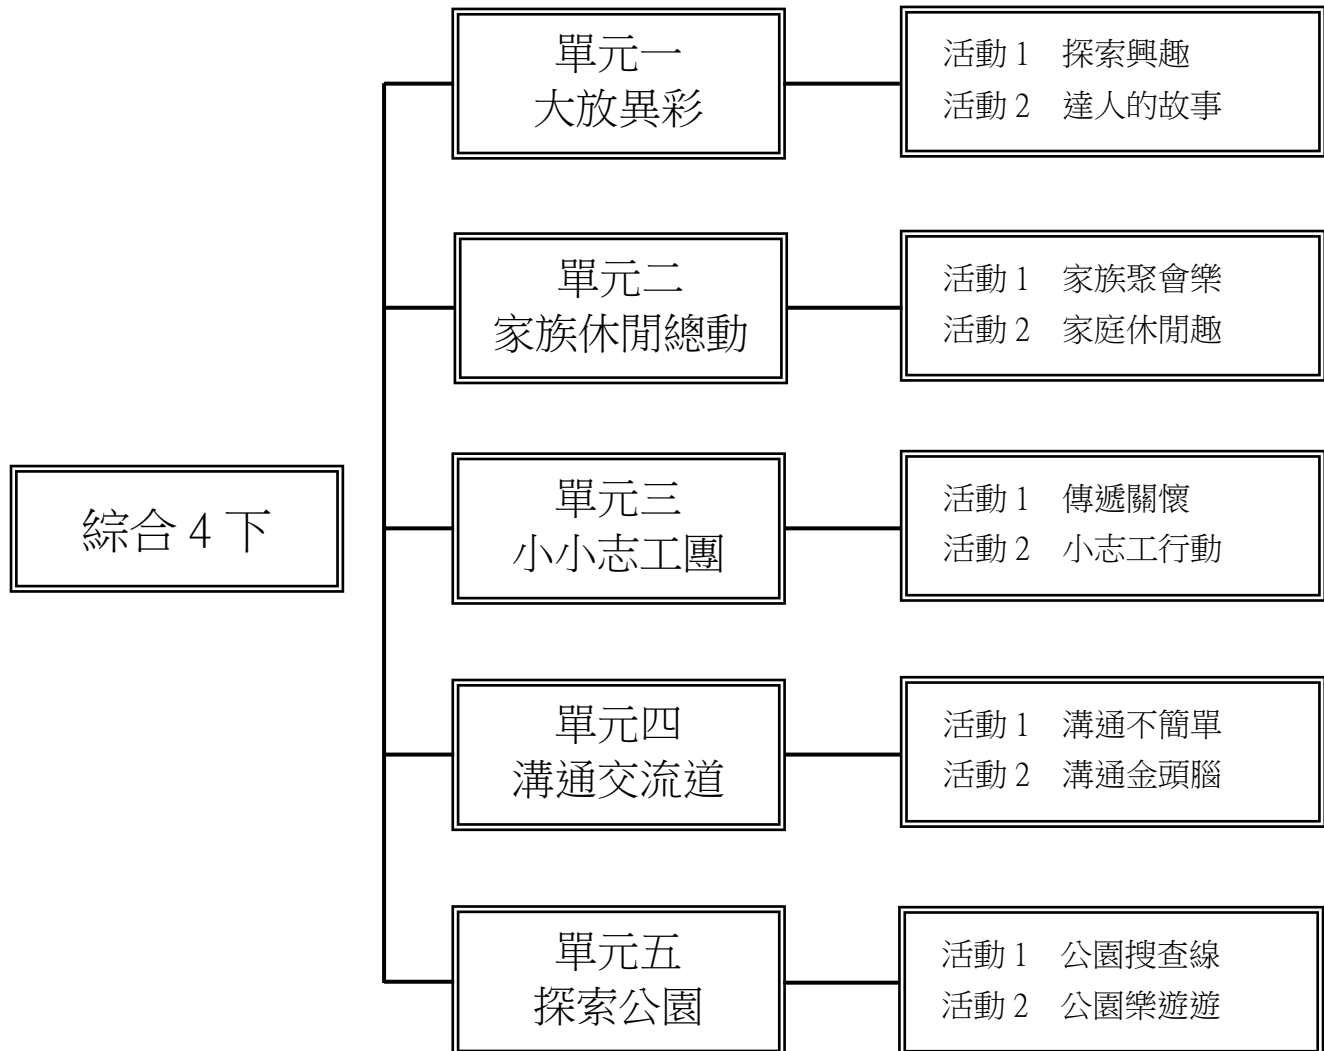 綜合 4 下
單元一
大放異彩
活動 1　探索興趣
活動 2　達人的故事
單元二
家族休閒總動
活動 1　家族聚會樂
活動 2　家庭休閒趣
單元三
小小志工團
活動 1　傳遞關懷
活動 2　小志工行動
單元四
溝通交流道
活動 1　溝通不簡單
活動 2　溝通金頭腦
單元五
探索公園
活動 1　公園搜查線
活動 2　公園樂遊遊